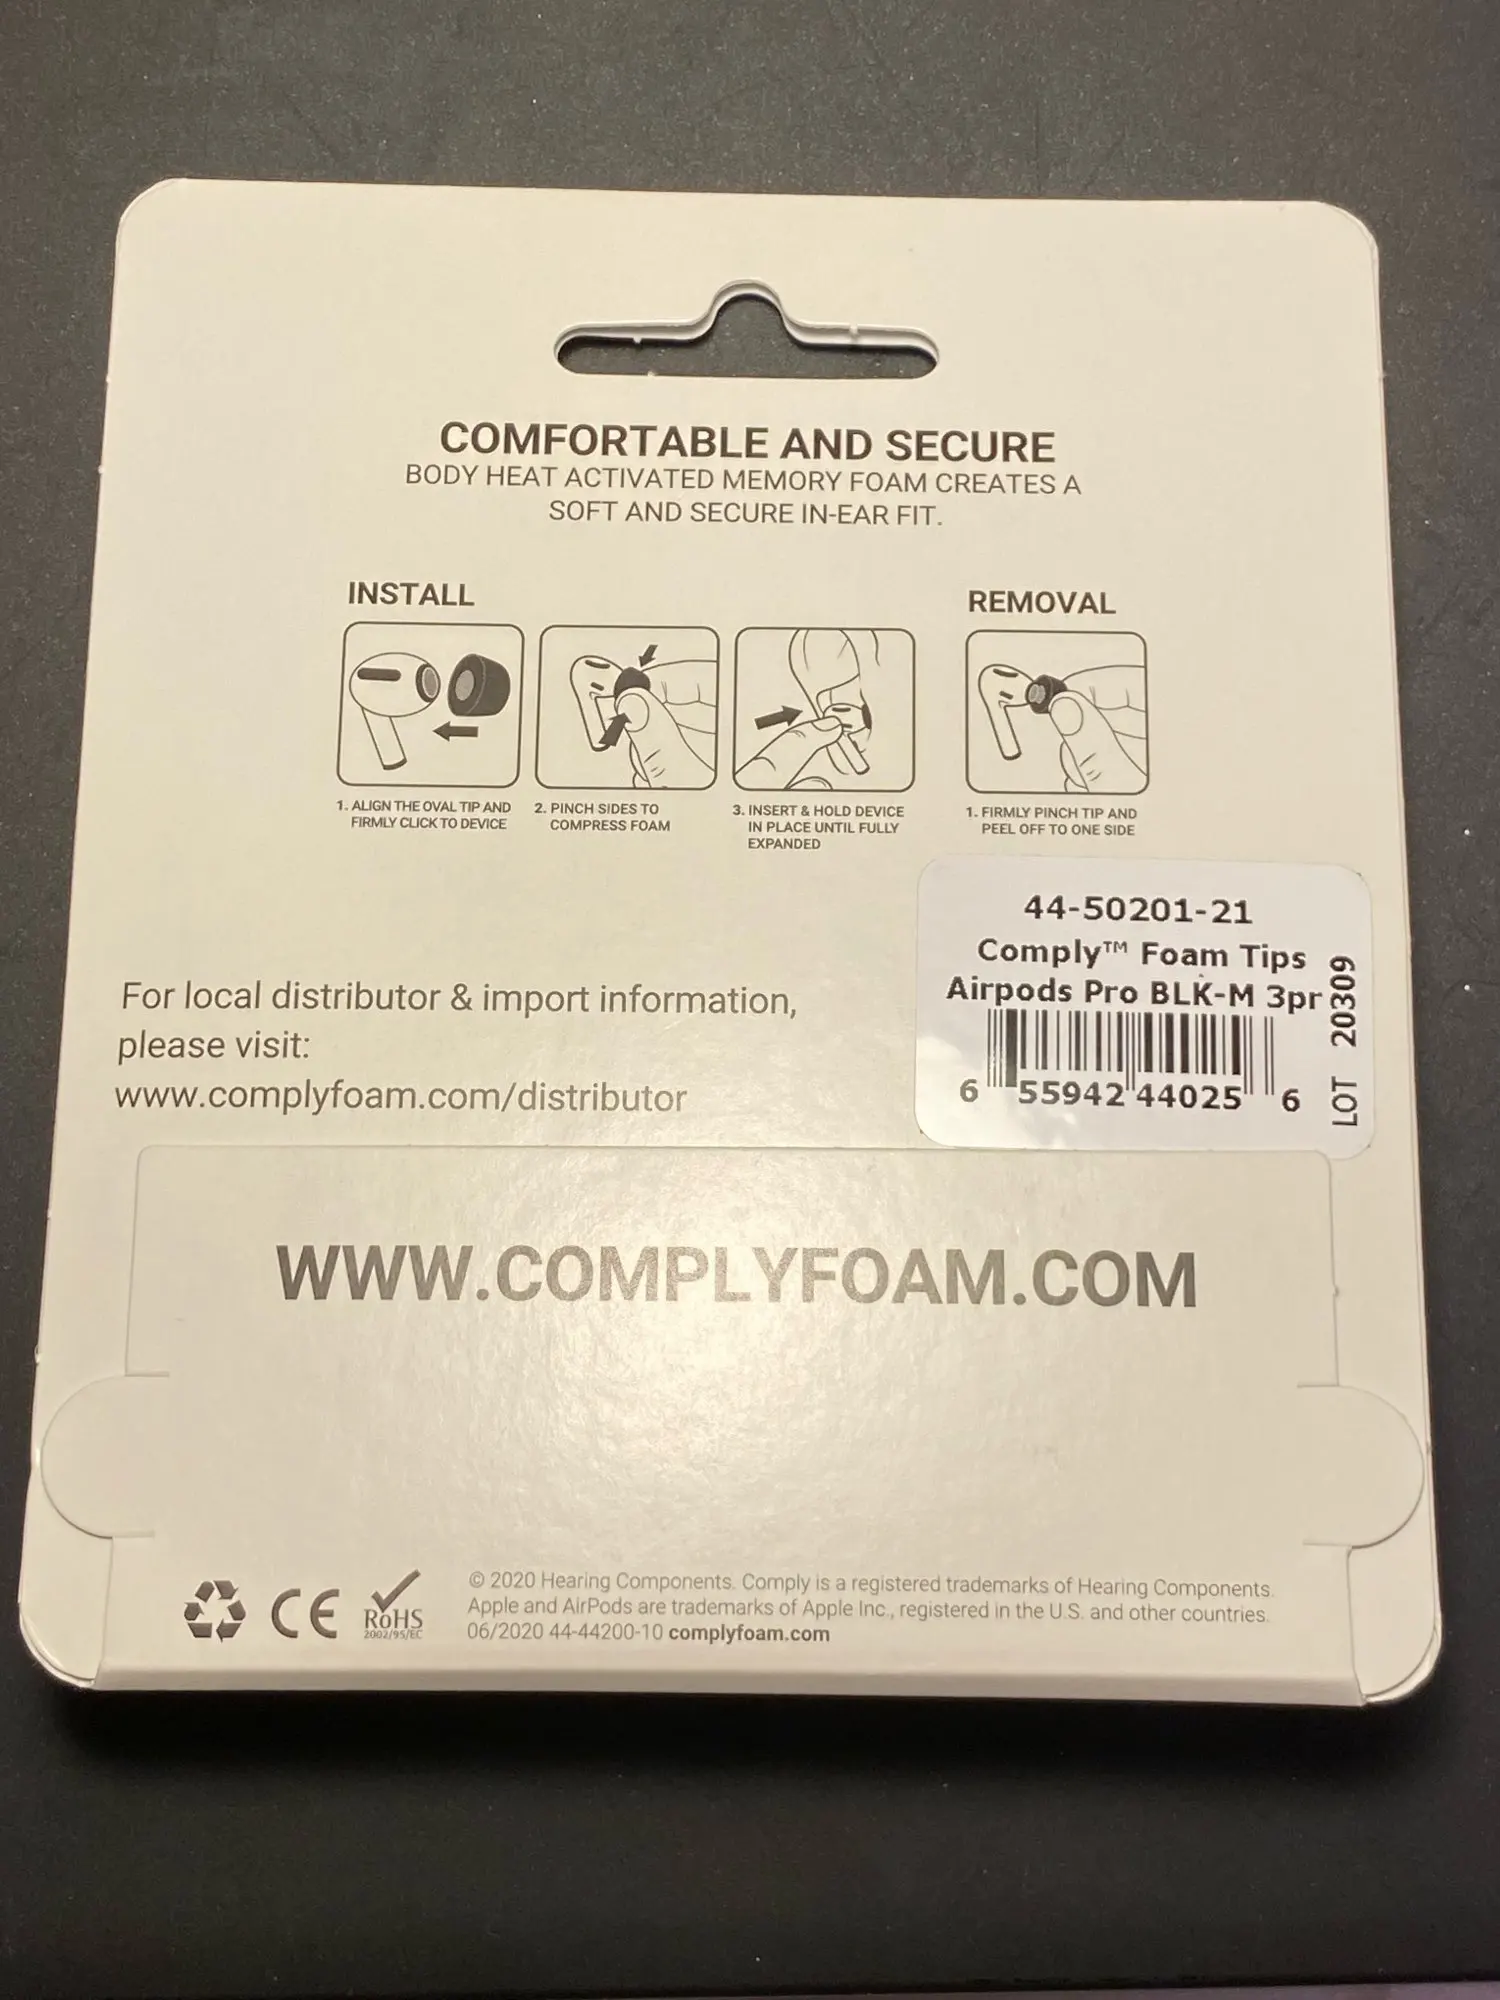 COMFORTABLE AND SECURE
BODY HEAT ACTIVATED MEMORY FOAM CREATES A
SOFT AND SECURE IN-EAR FIT.
INSTALL
1. ALIGN THE OVAL TIP AND
FIRMLY CLICK TO DEVICE
2. PINCH SIDES TO
COMPRESS FOAM
3. INSERT & HOLD DEVICE
IN PLACE UNTIL FULLY
EXPANDED
REMOVAL
1. FIRMLY PINCH TIP AND
PEEL OFF TO ONE SIDE
44-50201-21
Comply™ Foam Tips
Airpods Pro BLK-M 3pr
6 55942 44025 6
LOT 20309
For local distributor & import information,
please visit:
www.complyfoam.com/distributor
WWW.COMPLYFOAM.COM
CE
RoHS
2002/95/EC
© 2020 Hearing Components. Comply is a registered trademarks of Hearing Components.
Apple and AirPods are trademarks of Apple Inc., registered in the U.S. and other countries.
06/2020 44-44200-10 complyfoam.com